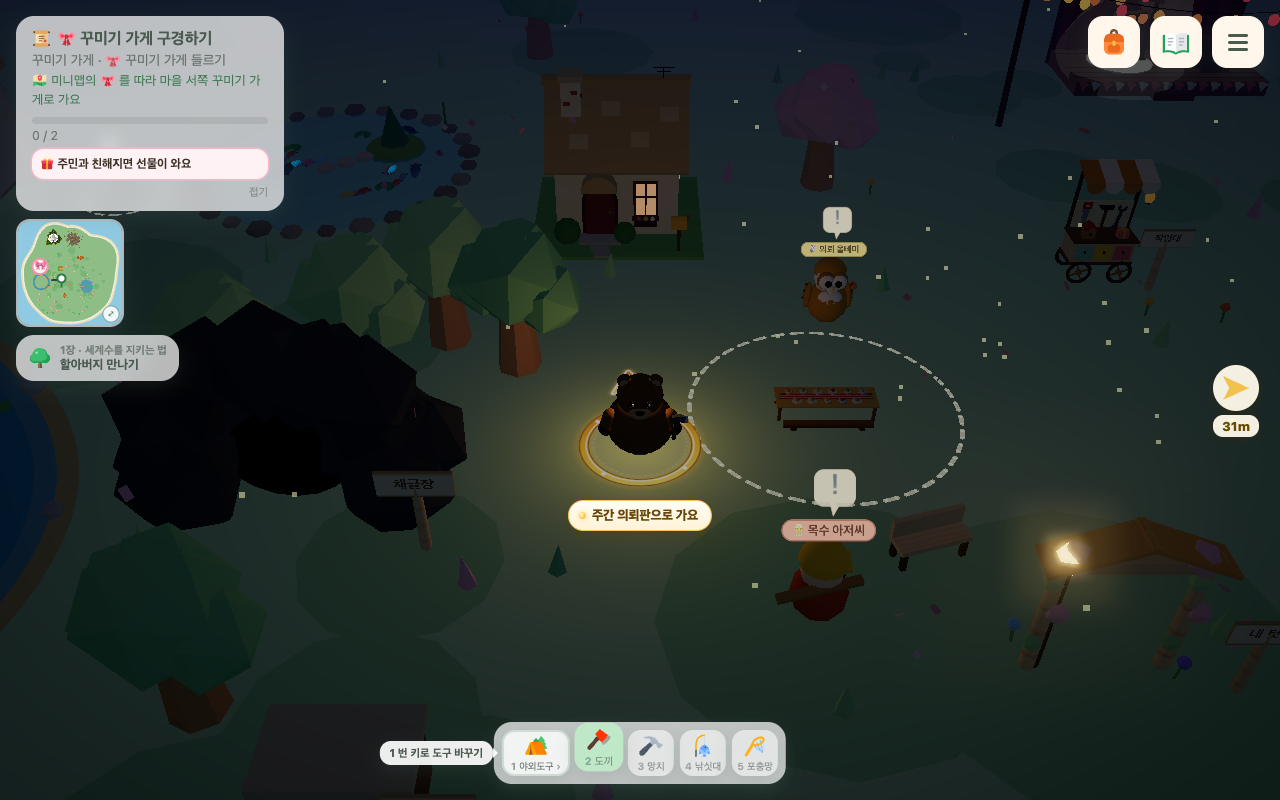 꾸미기 가게 구경하기
꾸미기 가게 · 꾸미기 가게 들르기
미니맵의 를 따라 마을 서쪽 꾸미기 가
게로 가요
0 / 2
주민과 친해지면 선물이 와요
접기
1장 · 세계수를 지키는 법
할아버지 만나기
의뢰 올빼미
작업대
31m
채굴장
주간 의뢰판으로 가요
목수 아저씨
1 번 키로 도구 바꾸기
1 야외도구 ›
2 도끼
3 망치
4 낚싯대
5 포충망